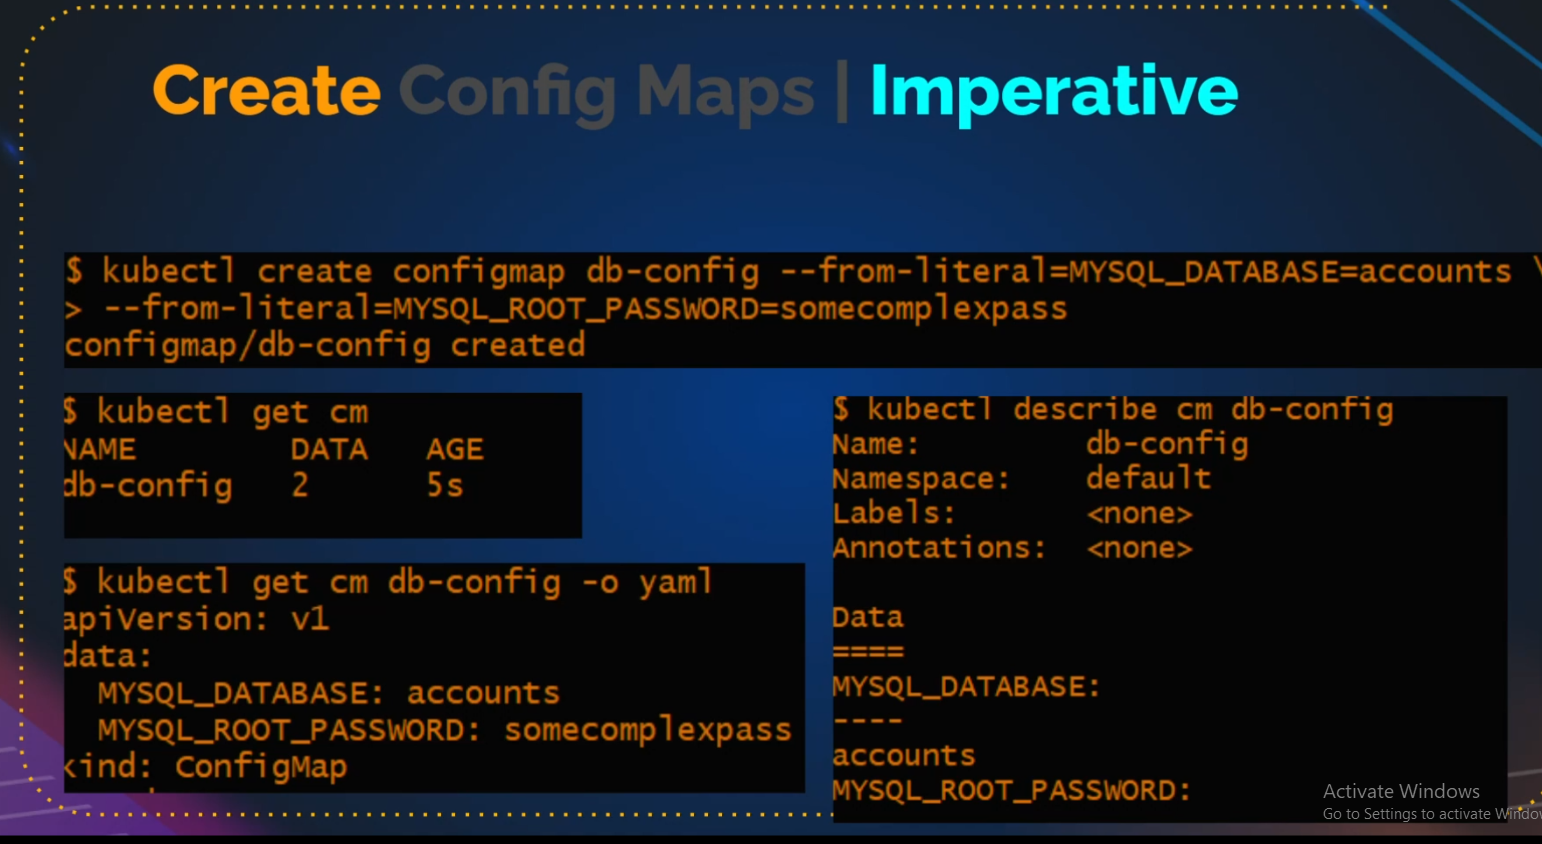 Create Config Maps | Imperative
$ kubectl create configmap db-config --from-literal=MYSQL_DATABASE=accounts \
> --from-literal=MYSQL_ROOT_PASSWORD=somecomplexpass
configmap/db-config created
$ kubectl get cm
NAME DATA AGE
db-config 2 5s
$ kubectl get cm db-config -o yaml
apiVersion: v1
data:
  MYSQL_DATABASE: accounts
  MYSQL_ROOT_PASSWORD: somecomplexpass
kind: ConfigMap
$ kubectl describe cm db-config
Name: db-config
Namespace: default
Labels: <none>
Annotations: <none>
Data
====
MYSQL_DATABASE:
----
accounts
MYSQL_ROOT_PASSWORD:
Activate Windows
Go to Settings to activate Windo